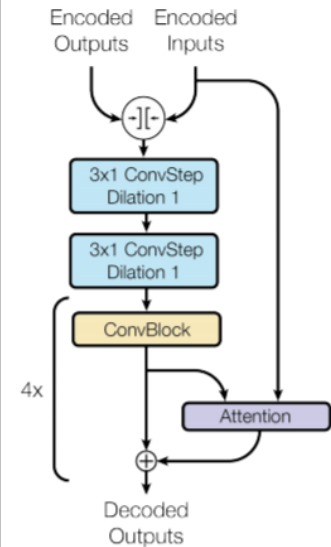 Encoded
Outputs
Encoded
Inputs
3x1 ConvStep
Dilation 1
3x1 ConvStep
Dilation 1
ConvBlock
4x
Attention
Decoded
Outputs